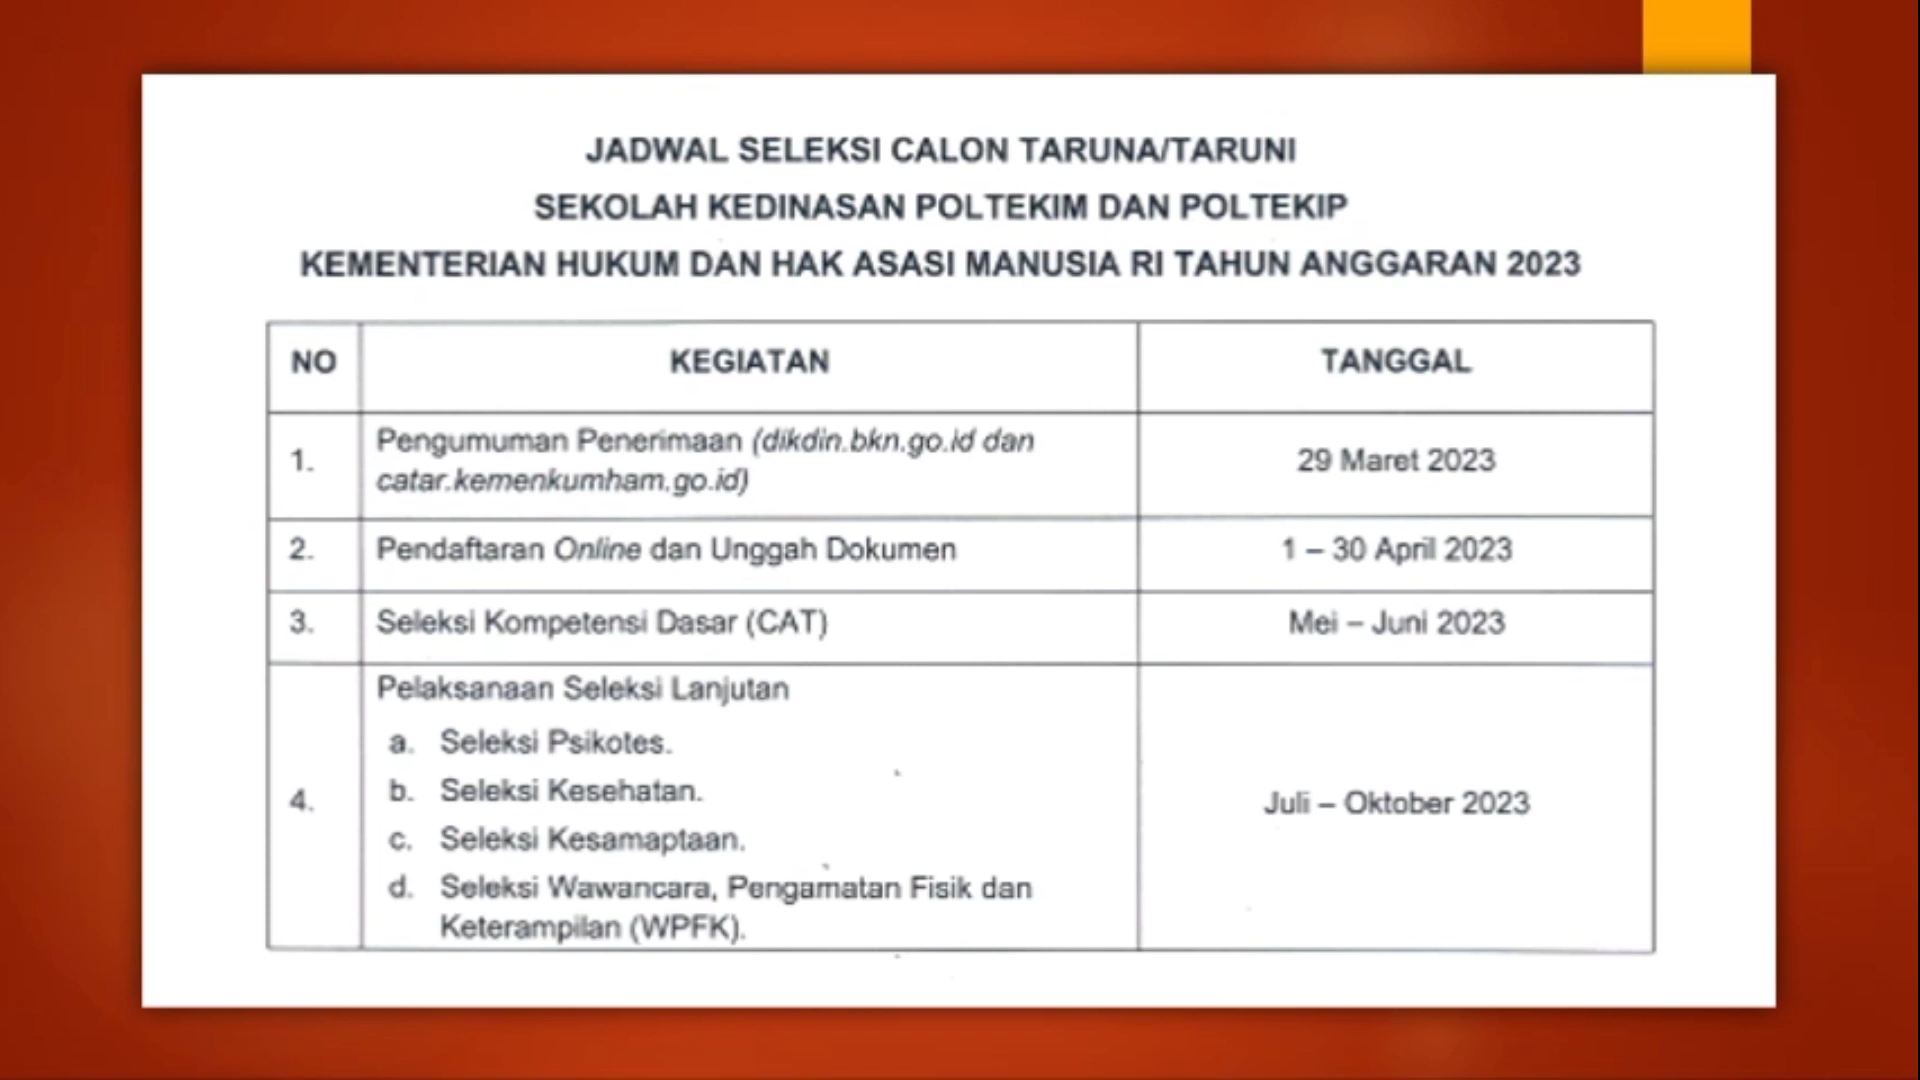 JADWAL SELEKSI CALON TARUNA/TARUNI
SEKOLAH KEDINASAN POLTEKIM DAN POLTEKIP
KEMENTERIAN HUKUM DAN HAK ASASI MANUSIA RI TAHUN ANGGARAN 2023
NO KEGIATAN TANGGAL
1. Pengumuman Penerimaan (dikdin.bkn.go.id dan
catar.kemenkumham.go.id) 29 Maret 2023
2. Pendaftaran Online dan Unggah Dokumen 1 – 30 April 2023
3. Seleksi Kompetensi Dasar (CAT) Mei – Juni 2023
4. Pelaksanaan Seleksi Lanjutan
a. Seleksi Psikotes.
b. Seleksi Kesehatan.
c. Seleksi Kesamaptaan.
d. Seleksi Wawancara, Pengamatan Fisik dan
Keterampilan (WPFK).
Juli – Oktober 2023